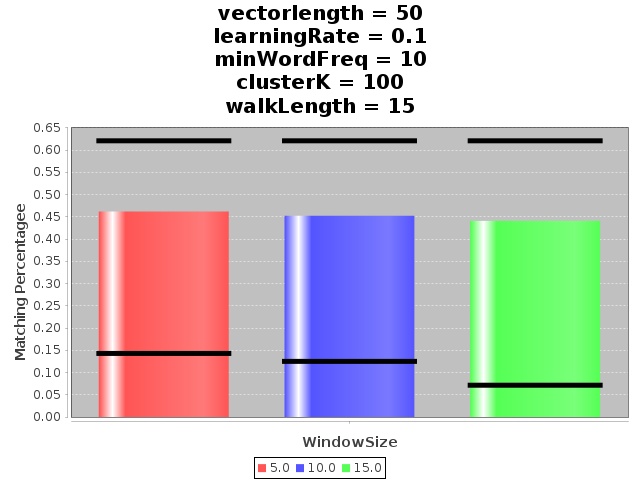 vectorlength = 50
learningRate = 0.1
minWordFreq = 10
clusterK = 100
walkLength = 15
0.65
0.60
0.55
0.50
0.45
0.40
0.35
0.30
0.25
0.20
0.15
0.10
0.05
0.00
Matching Percentagee
WindowSize
5.0 10.0 15.0